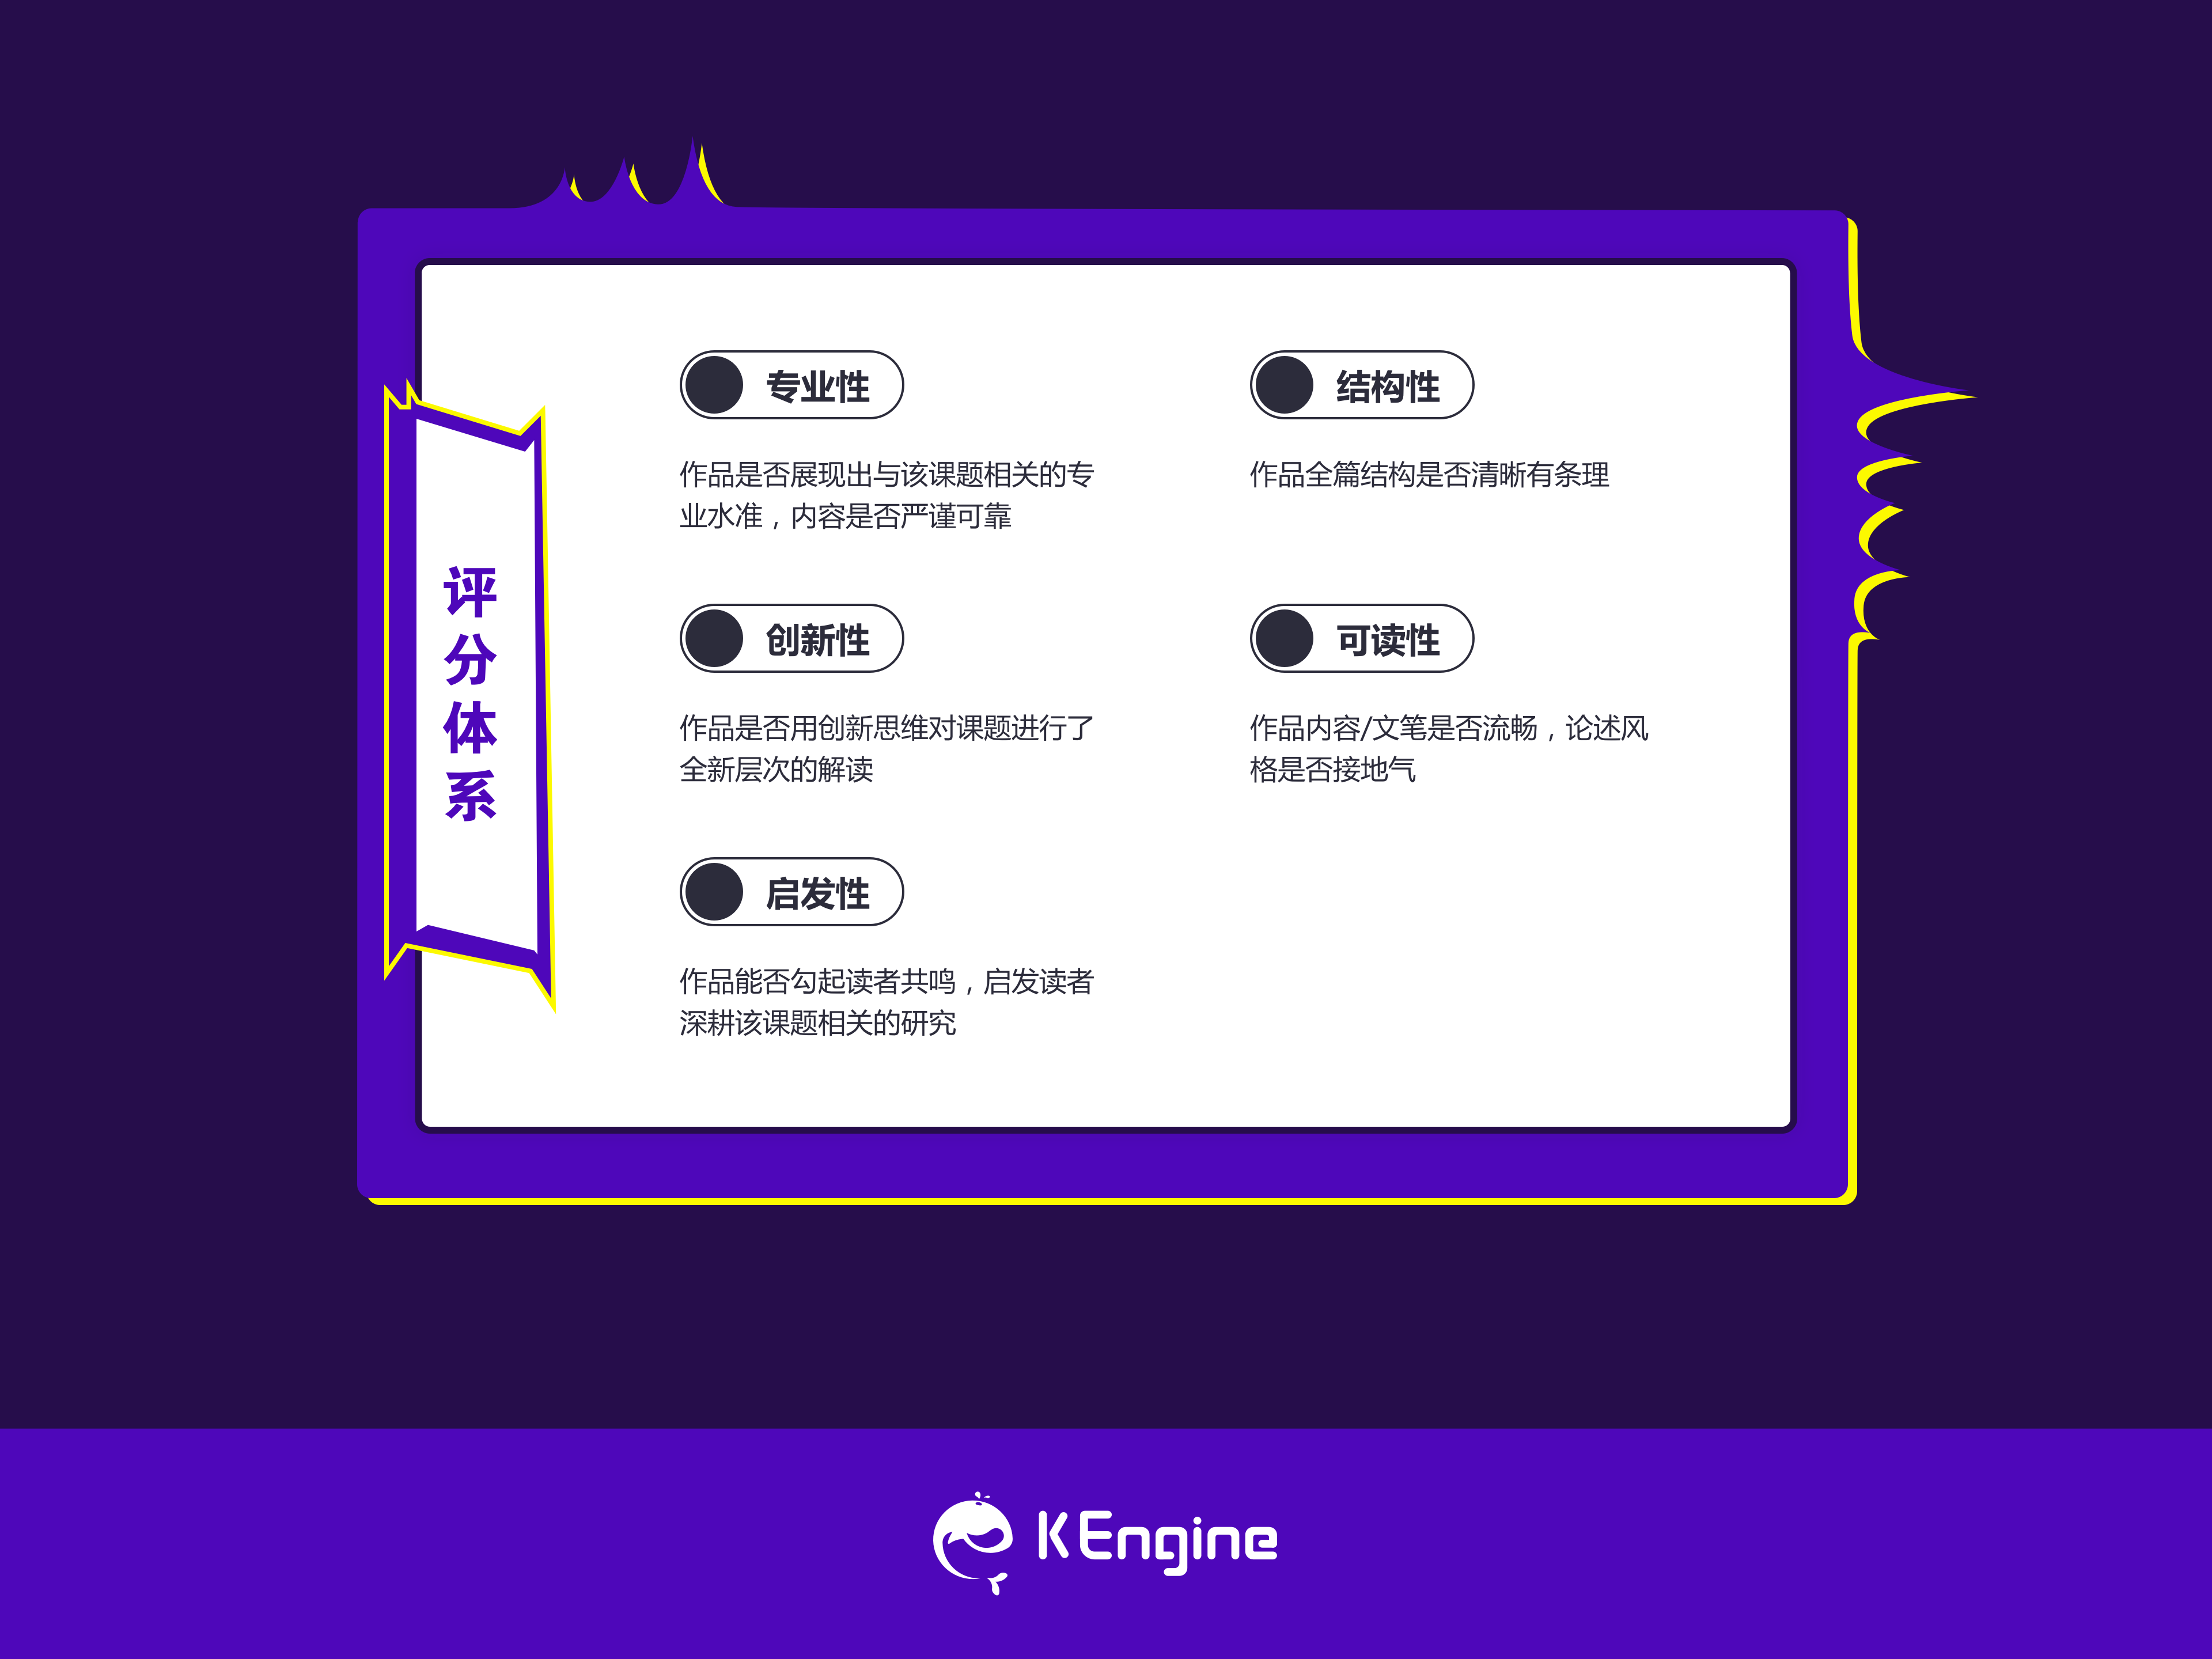 评分体系
专业性
作品是否展现出与该课题相关的专
业水准，内容是否严谨可靠
结构性
作品全篇结构是否清晰有条理
创新性
作品是否用创新思维对课题进行了
全新层次的解读
可读性
作品内容/文笔是否流畅，论述风
格是否接地气
启发性
作品能否勾起读者共鸣，启发读者
深耕该课题相关的研究
KEngine